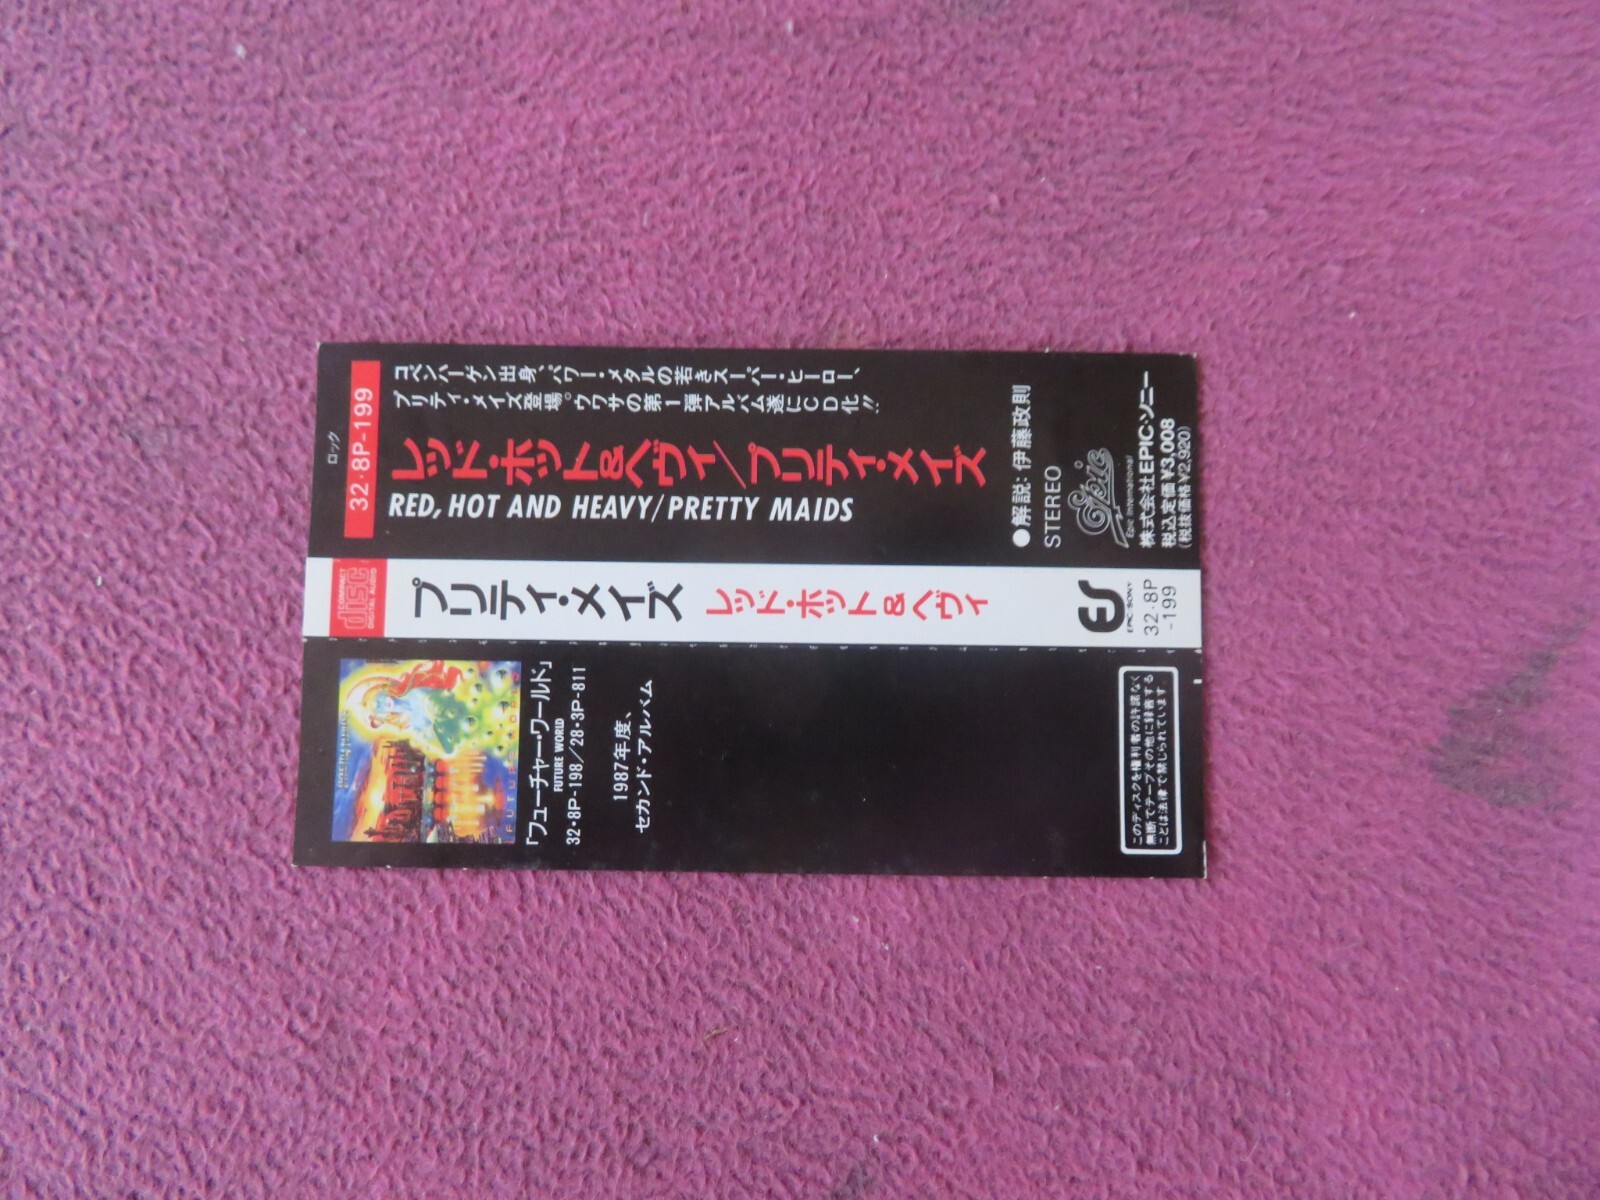 ロック
32・8P-199
コペンハーゲン出身、パワー・メタルの若きスーパー・ヒーロー、
プリティ・メイズ登場。ウワサの第1弾アルバム遂にCD化!!
レッド・ホット&ヘヴィ/プリティ・メイズ
RED, HOT AND HEAVY/PRETTY MAIDS
●解説:伊藤政則
STEREO
Epic
Epic International
株式会社EPIC・ソニー
税込定価¥3,008
(税抜価格¥2,920)
COMPACT
disc
DIGITAL AUDIO
プリティ・メイズ レッド・ホット&ヘヴィ
ES
EPIC・SONY
32・8P
-199
PRETTY MAIDS
FUTURE WORLD
「フューチャー・ワールド」
FUTURE WORLD
32・8P-198/28・3P-811
1987年度、
セカンド・アルバム
このディスクを権利者の許諾なく
無断でテープその他に録音する
ことは法律で禁じられています。